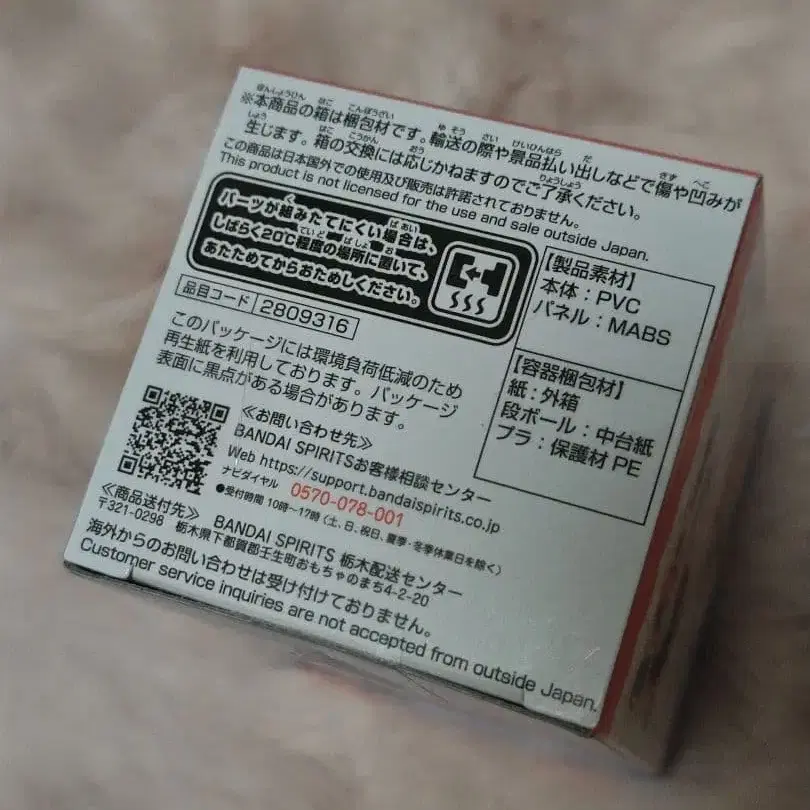 ※本商品の箱は梱包材です。輸送の際や景品払い出しなどで傷や凹みが
生じます。箱の交換には応じかねますのでご了承ください。
この商品は日本国外での使用及び販売は許諾されておりません。
This product is not licensed for the use and sale outside Japan.
パーツが組みたてにくい場合は、
しばらく20℃程度の場所に置いて、
あたためてからおためしください。
【製品素材】
本体：PVC
パネル：MABS
品目コード 2809316
【容器梱包材】
紙：外箱
段ボール：中台紙
プラ：保護材 PE
このパッケージには環境負荷低減のため
再生紙を利用しております。パッケージ
表面に黒点がある場合があります。
≪お問い合わせ先≫
BANDAI SPIRITSお客様相談センター
Web https://support.bandaispirits.co.jp
ナビダイヤル 0570-078-001
●受付時間 10時～17時（土、日、祝日、夏季・冬季休業日を除く）
≪商品送付先≫ BANDAI SPIRITS 栃木配送センター
〒321-0298 栃木県下都賀郡壬生町おもちゃのまち4-2-20
海外からのお問い合わせは受け付けておりません。
Customer service inquiries are not accepted from outside Japan.